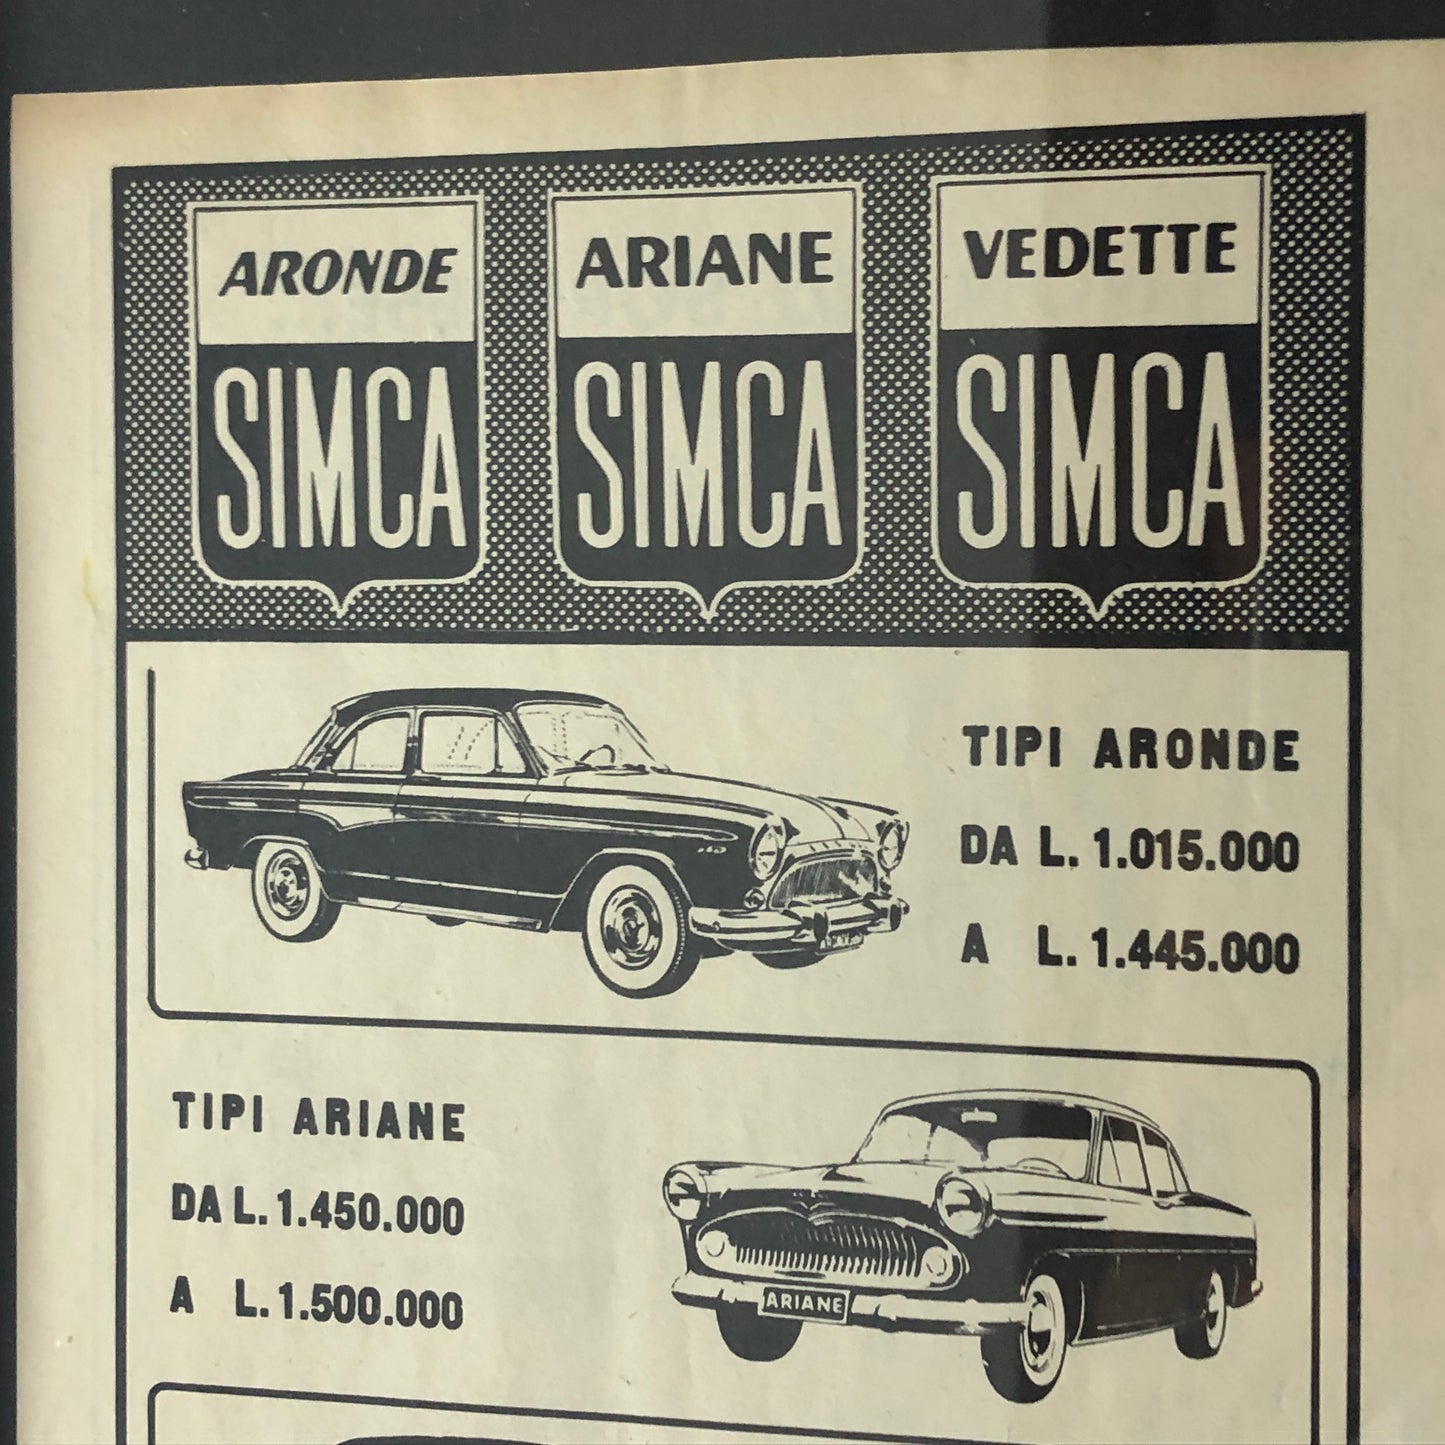 ARONDE
SIMCA
ARIANE
SIMCA
VEDETTE
SIMCA
TIPI ARONDE
DA L. 1.015.000
A L. 1.445.000
TIPI ARIANE
DA L. 1.450.000
A L. 1.500.000
ARIANE